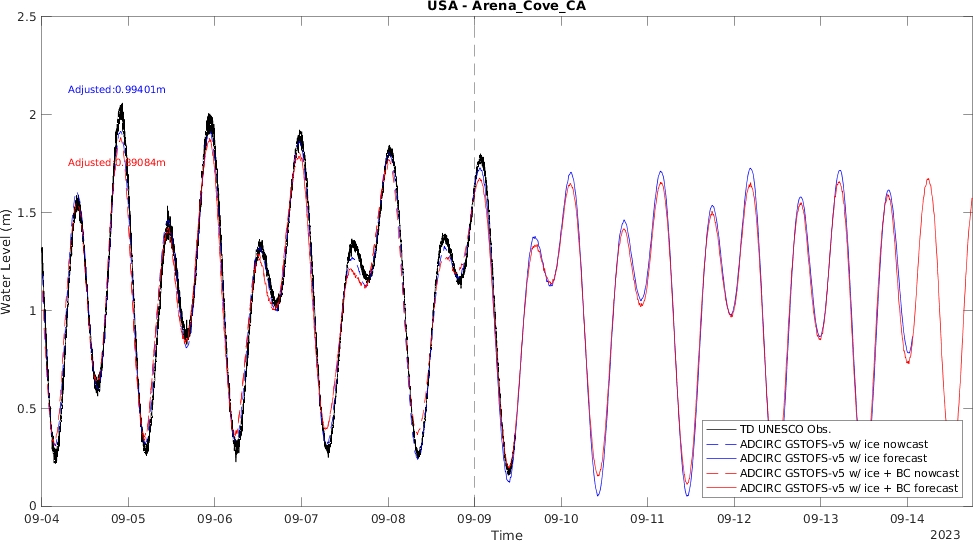 USA - Arena_Cove_CA
2.5
Adjusted:0.99401m
2
Adjusted:0.89084m
1.5
Water Level (m)
1
0.5
TD UNESCO Obs.
ADCIRC GSTOFS-v5 w/ ice nowcast
ADCIRC GSTOFS-v5 w/ ice forecast
ADCIRC GSTOFS-v5 w/ ice + BC nowcast
ADCIRC GSTOFS-v5 w/ ice + BC forecast
0
09-04 09-05 09-06 09-07 09-08 09-09 09-10 09-11 09-12 09-13 09-14
Time
2023